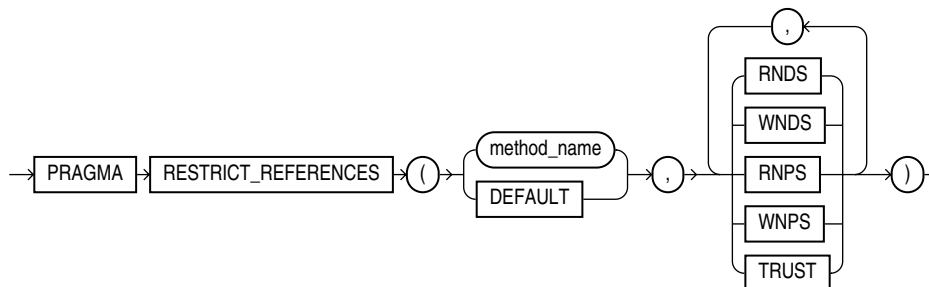 ,
RNDS
method_name
WNDS
PRAGMA RESTRICT_REFERENCES ( , RNPS )
DEFAULT
WNPS
TRUST